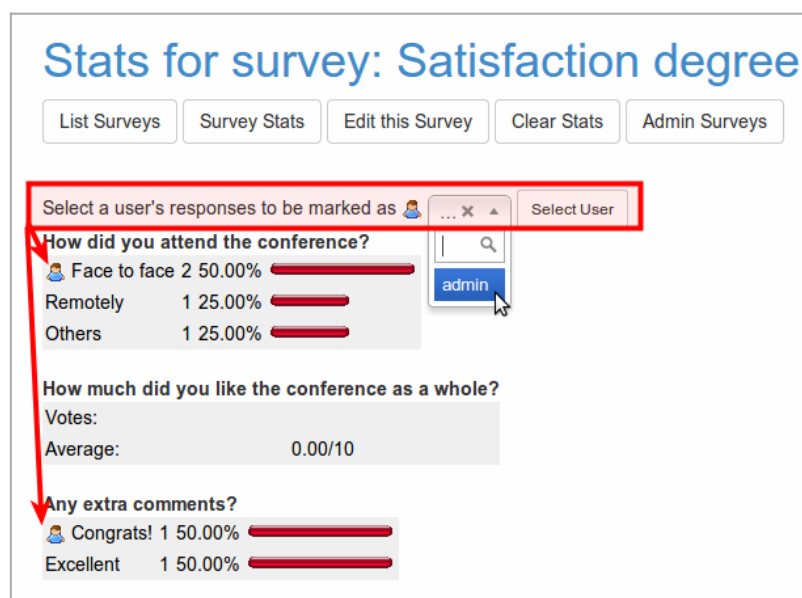 Stats for survey: Satisfaction degree
List Surveys Survey Stats Edit this Survey Clear Stats Admin Surveys
Select a user's responses to be marked as ... Select User
admin
How did you attend the conference?
Face to face 2 50.00%
Remotely 1 25.00%
Others 1 25.00%
How much did you like the conference as a whole?
Votes:
Average: 0.00/10
Any extra comments?
Congrats! 1 50.00%
Excellent 1 50.00%